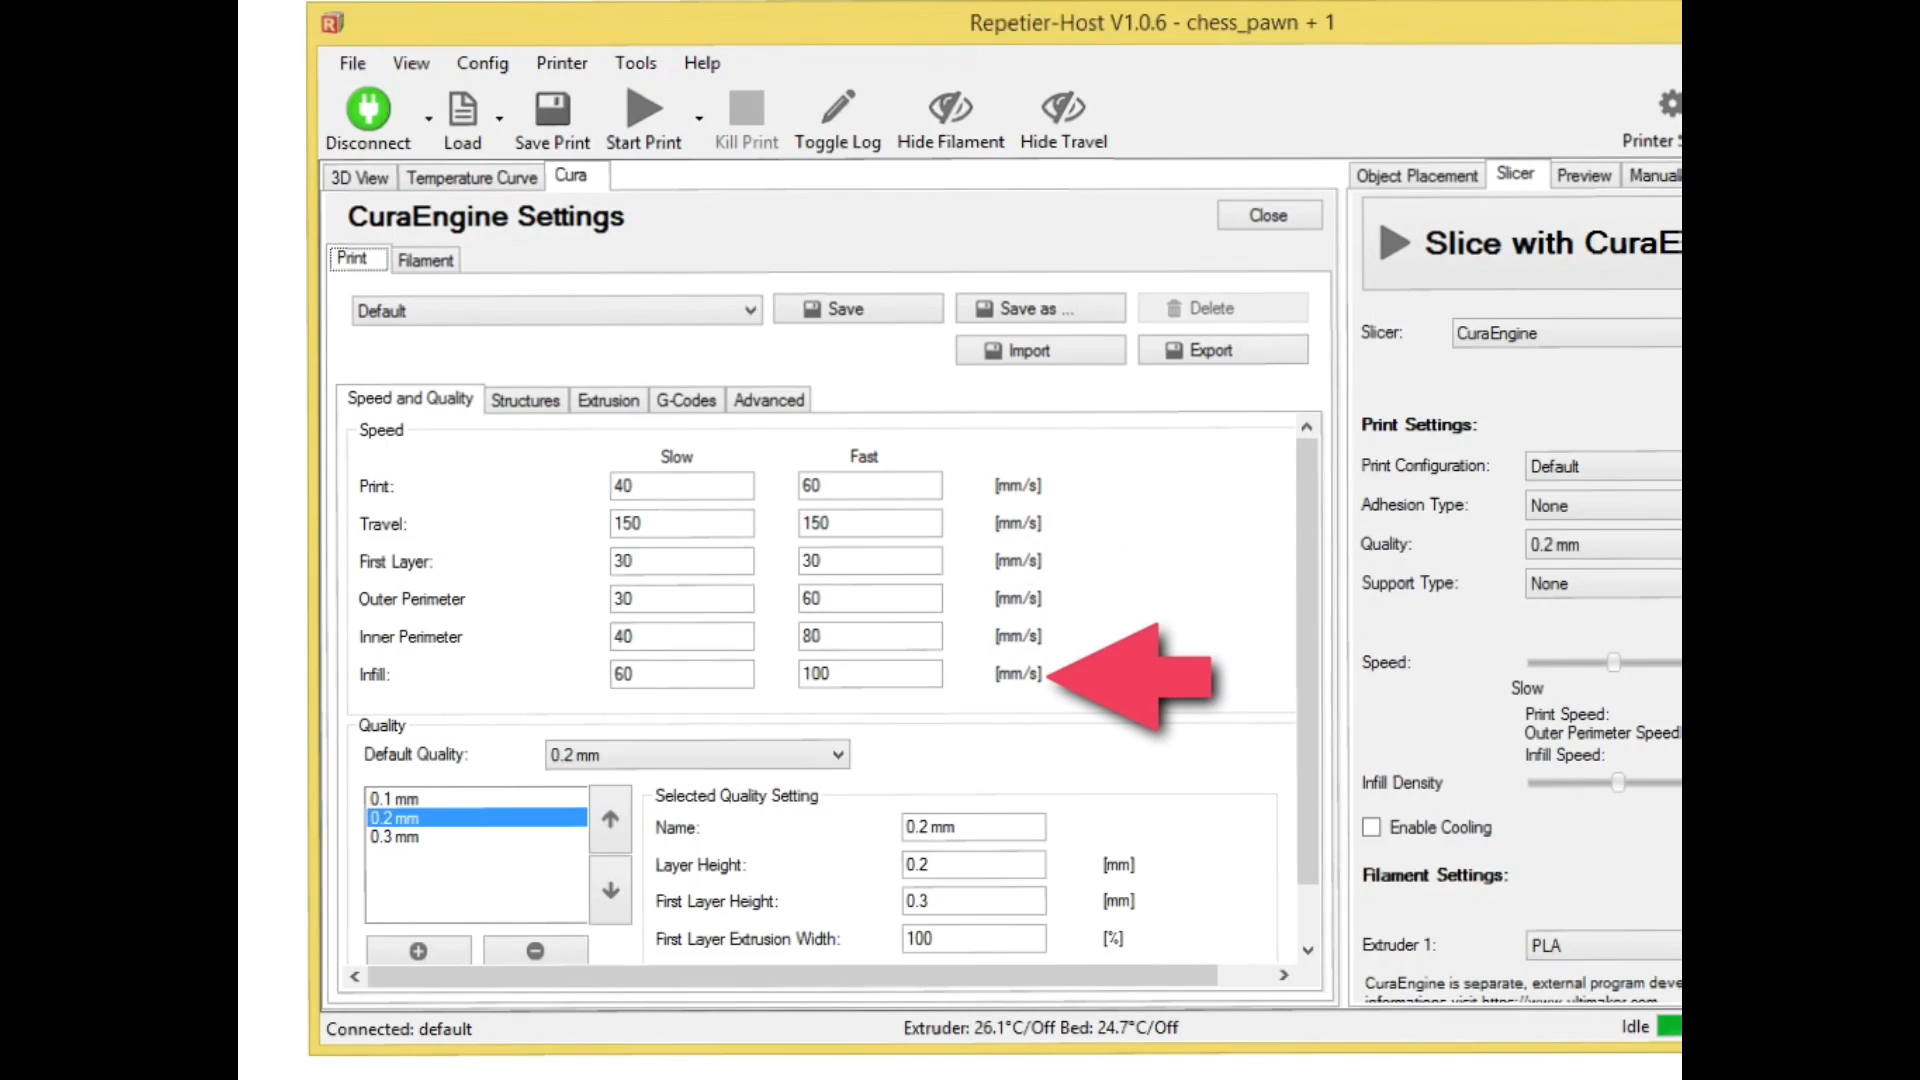 Repetier-Host V1.0.6 - chess_pawn + 1
File View Config Printer Tools Help
Disconnect Load Save Print Start Print Kill Print Toggle Log Hide Filament Hide Travel Printer
3D View Temperature Curve Cura
Object Placement Slicer Preview Manual
CuraEngine Settings
Close
Slice with CuraE
Print Filament
Default
Save
Save as ...
Delete
Import
Export
Slicer: CuraEngine
Speed and Quality Structures Extrusion G-Codes Advanced
Speed
Slow Fast
Print: 40 60 [mm/s]
Travel: 150 150 [mm/s]
First Layer: 30 30 [mm/s]
Outer Perimeter 30 60 [mm/s]
Inner Perimeter 40 80 [mm/s]
Infill: 60 100 [mm/s]
Quality
Default Quality: 0.2 mm
0.1 mm
0.2 mm
0.3 mm
Selected Quality Setting
Name: 0.2 mm
Layer Height: 0.2 [mm]
First Layer Height: 0.3 [mm]
First Layer Extrusion Width: 100 [%]
Print Settings:
Print Configuration: Default
Adhesion Type: None
Quality: 0.2 mm
Support Type: None
Speed:
Slow
Print Speed:
Outer Perimeter Speed
Infill Speed:
Infill Density
Enable Cooling
Filament Settings:
Extruder 1: PLA
CuraEngine is separate, external program deve
informations visit https://www.ultimaker.com
Connected: default
Extruder: 26.1°C/Off Bed: 24.7°C/Off
Idle